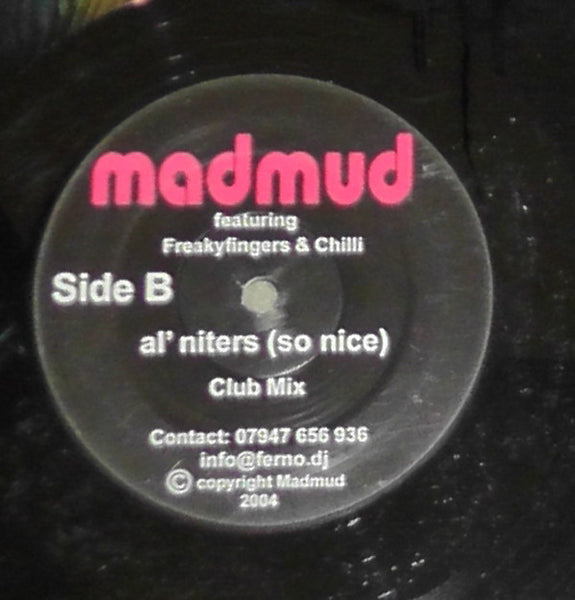 madmud
featuring
Freakyfingers & Chilli
Side B
al' niters (so nice)
Club Mix
Contact: 07947 656 936
info@ferno.dj
© copyright Madmud
2004